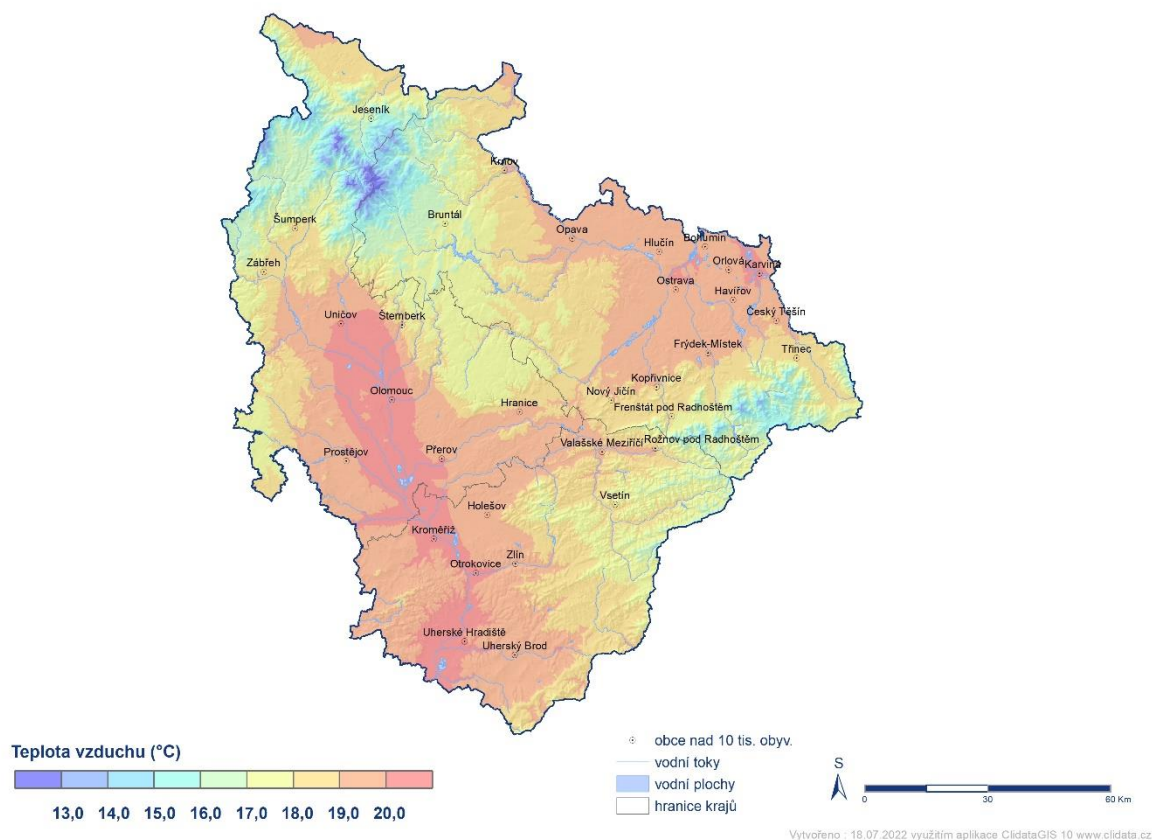 Jeseník
Krnov
Šumperk
Bruntál
Opava
Hlučín
Bohumín
Zábřeh
Orlová
Karviná
Ostrava
Havířov
Uničov
Štemberk
Český Těšín
Frýdek-Místek
Třinec
Kopřivnice
Olomouc
Nový Jičín
Hranice
Frenštát pod Radhoštěm
Prostějov
Přerov
Valašské Meziříčí
Rožnov pod Radhoštěm
Vsetín
Holešov
Kroměříž
Zlín
Otrokovice
Uherské Hradiště
Uherský Brod
Teplota vzduchu (°C)
13,0 14,0 15,0 16,0 17,0 18,0 19,0 20,0
obce nad 10 tis. obyv.
vodní toky
vodní plochy
hranice krajů
S
0 30 60 Km
Vytvořeno : 18.07.2022 využitím aplikace ClidataGIS 10 www.clidata.cz